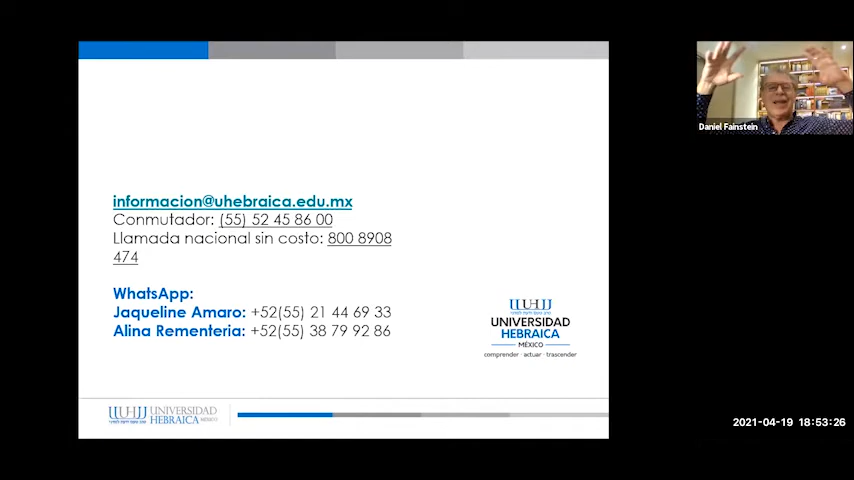 informacion@uhebraica.edu.mx
Conmutador: (55) 52 45 86 00
Llamada nacional sin costo: 800 8908
474
WhatsApp:
Jaqueline Amaro: +52(55) 21 44 69 33
Alina Rementeria: +52(55) 38 79 92 86
UHJ
UNIVERSIDAD
HEBRAICA
MÉXICO
comprender · actuar · trascender
UNIVERSIDAD
HEBRAICA MÉXICO
Daniel Fainstein
2021-04-19 18:53:26